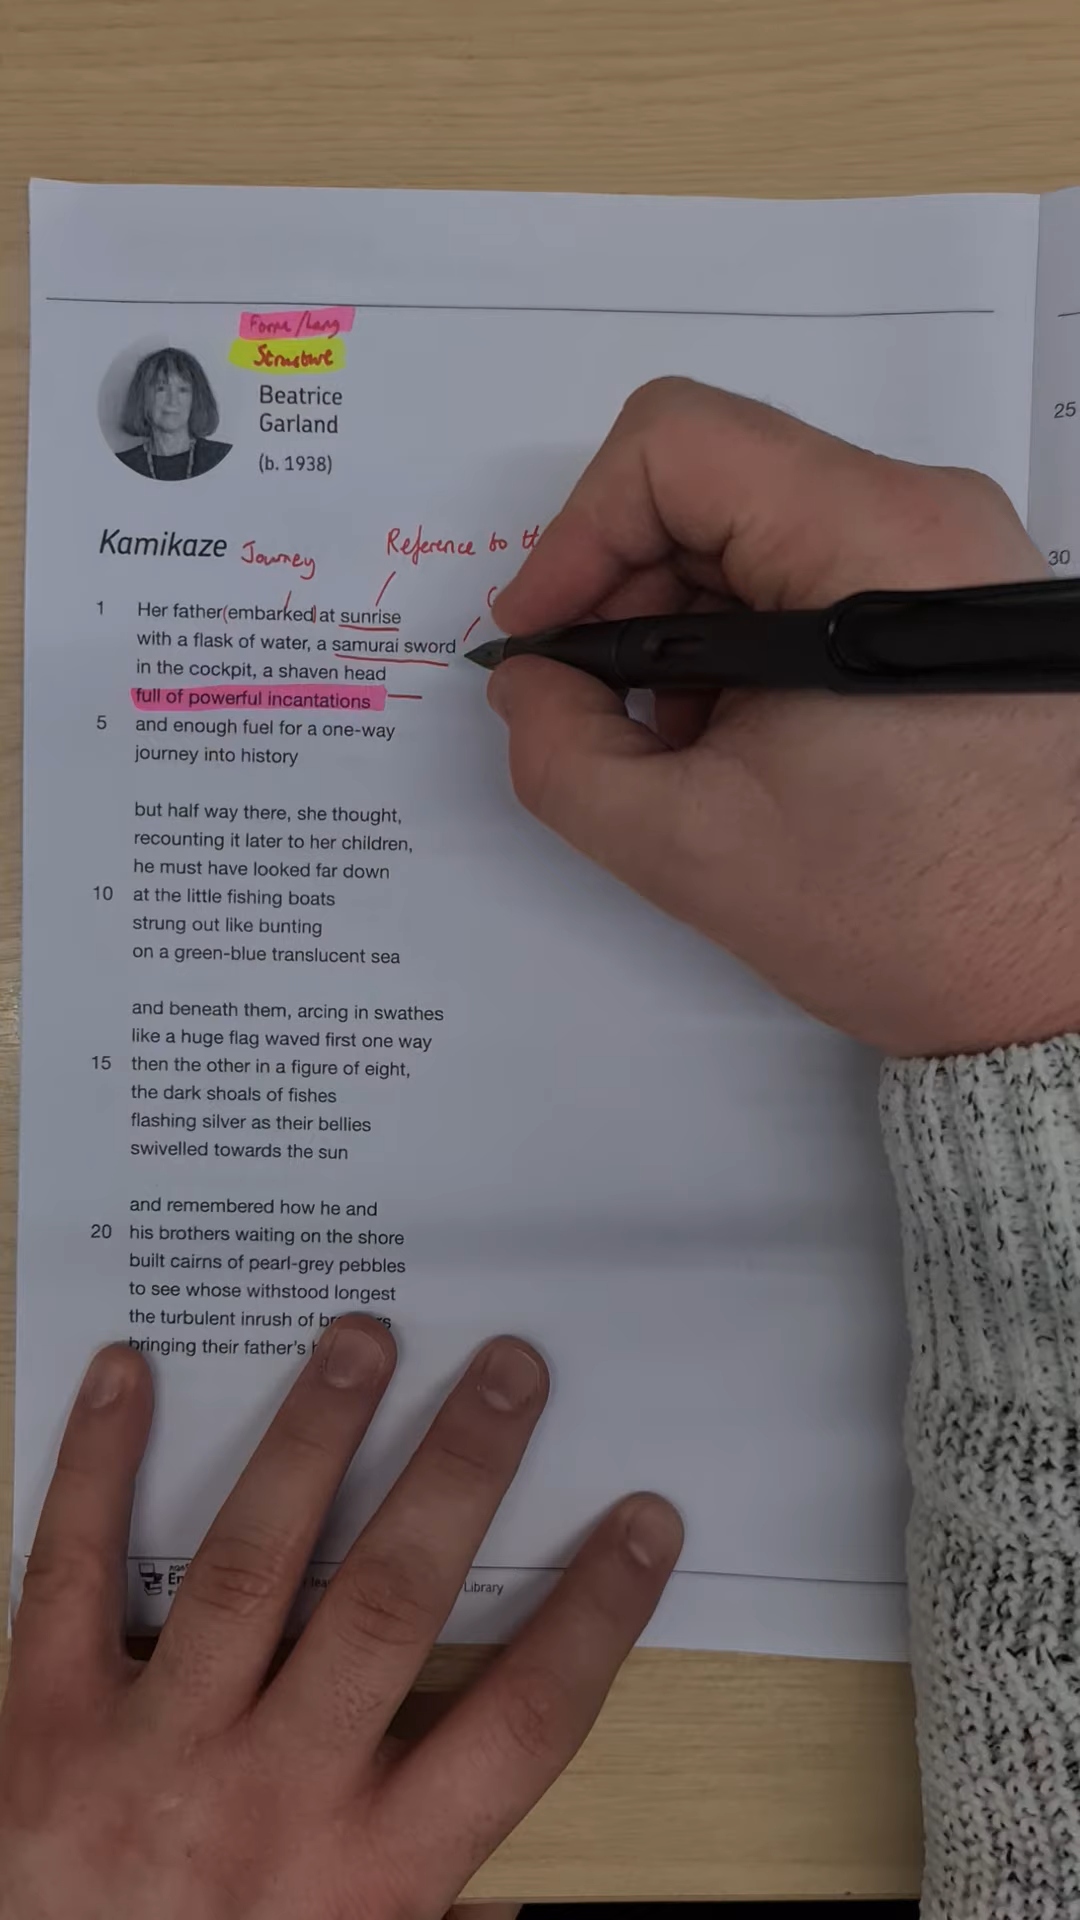 Form/Lang
Structure
Beatrice
Garland
(b. 1938)
25
Kamikaze Journey
Reference to
30
1 Her father (embarked) at sunrise
with a flask of water, a samurai sword
in the cockpit, a shaven head
full of powerful incantations
5 and enough fuel for a one-way
journey into history
but half way there, she thought,
recounting it later to her children,
he must have looked far down
10 at the little fishing boats
strung out like bunting
on a green-blue translucent sea
and beneath them, arcing in swathes
like a huge flag waved first one way
15 then the other in a figure of eight,
the dark shoals of fishes
flashing silver as their bellies
swivelled towards the sun
and remembered how he and
20 his brothers waiting on the shore
built cairns of pearl-grey pebbles
to see whose withstood longest
the turbulent inrush of
bringing their father's
Library